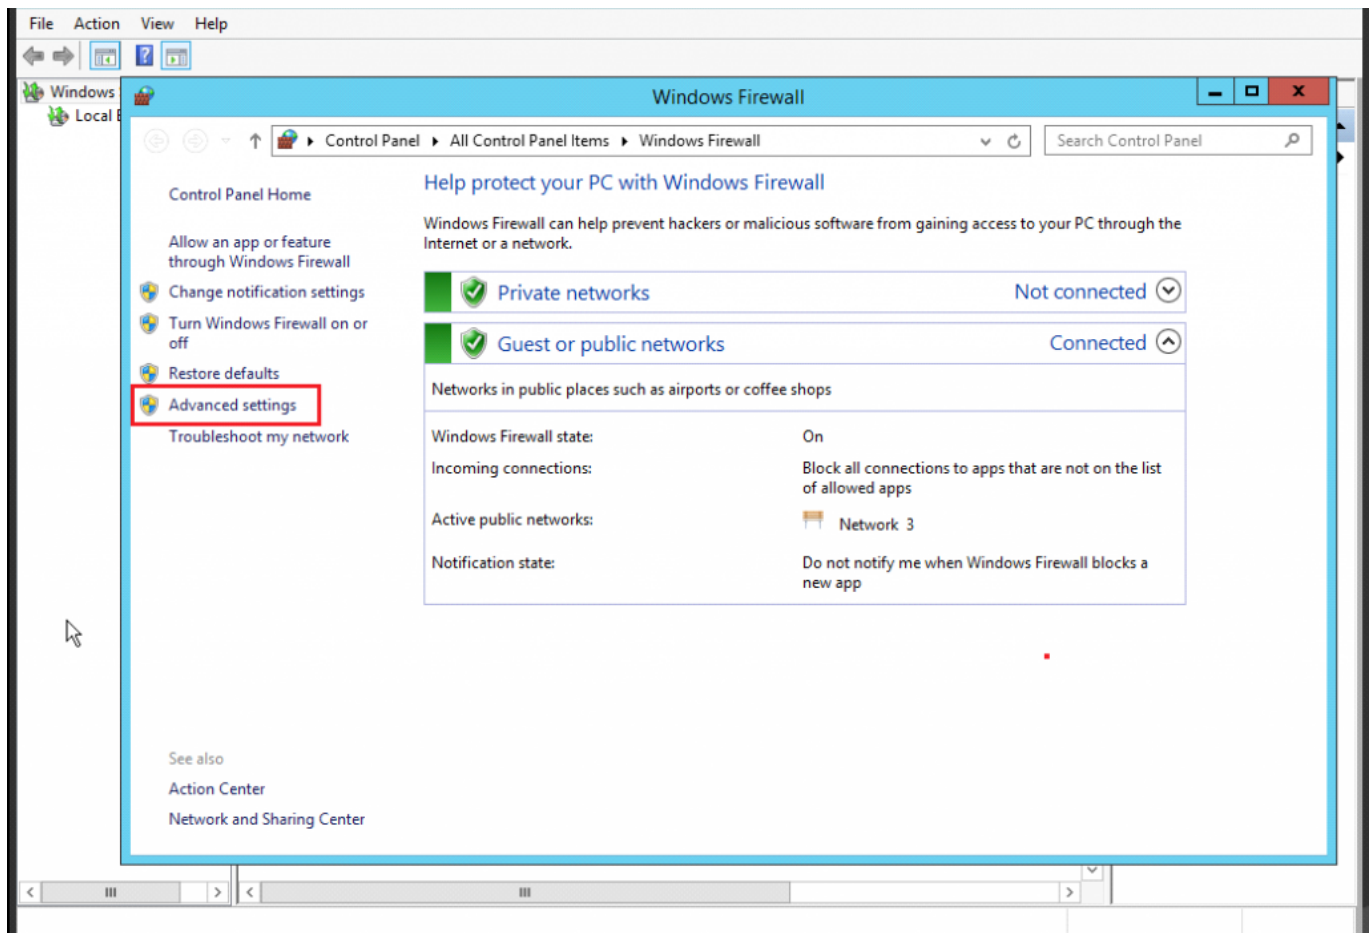 File Action View Help
Windows
Local
Windows Firewall
Control Panel All Control Panel Items Windows Firewall
Search Control Panel
Control Panel Home
Allow an app or feature
through Windows Firewall
Change notification settings
Turn Windows Firewall on or
off
Restore defaults
Advanced settings
Troubleshoot my network
See also
Action Center
Network and Sharing Center
Help protect your PC with Windows Firewall
Windows Firewall can help prevent hackers or malicious software from gaining access to your PC through the
Internet or a network.
Private networks Not connected
Guest or public networks Connected
Networks in public places such as airports or coffee shops
Windows Firewall state: On
Incoming connections: Block all connections to apps that are not on the list
of allowed apps
Active public networks: Network 3
Notification state: Do not notify me when Windows Firewall blocks a
new app